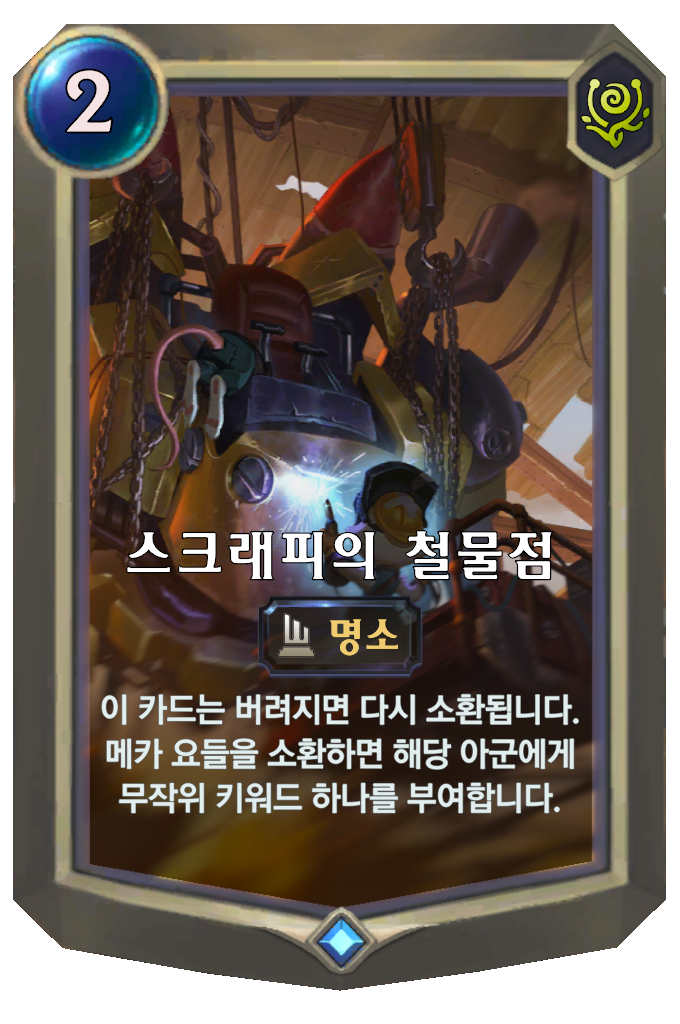 2
스크래피의 철물점
명소
이 카드는 버려지면 다시 소환됩니다.
메카 요들을 소환하면 해당 아군에게
무작위 키워드 하나를 부여합니다.